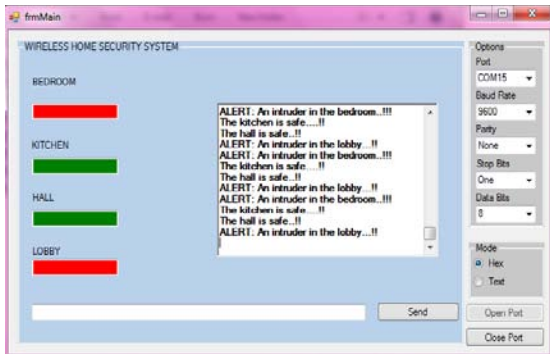 frmMain
WIRELESS HOME SECURITY SYSTEM
BEDROOM
KITCHEN
HALL
LOBBY
ALERT: An intruder in the bedroom..!!!
The kitchen is safe....!!
The hall is safe..!!
ALERT: An intruder in the lobby...!!
ALERT: An intruder in the bedroom..!!!
The kitchen is safe....!!
The hall is safe..!!
ALERT: An intruder in the lobby...!!
ALERT: An intruder in the bedroom..!!!
The kitchen is safe....!!
The hall is safe..!!
ALERT: An intruder in the lobby...!!
Send
Options
Port
COM15
Baud Rate
9600
Parity
None
Stop Bits
One
Data Bits
8
Mode
Hex
Text
Open Port
Close Port